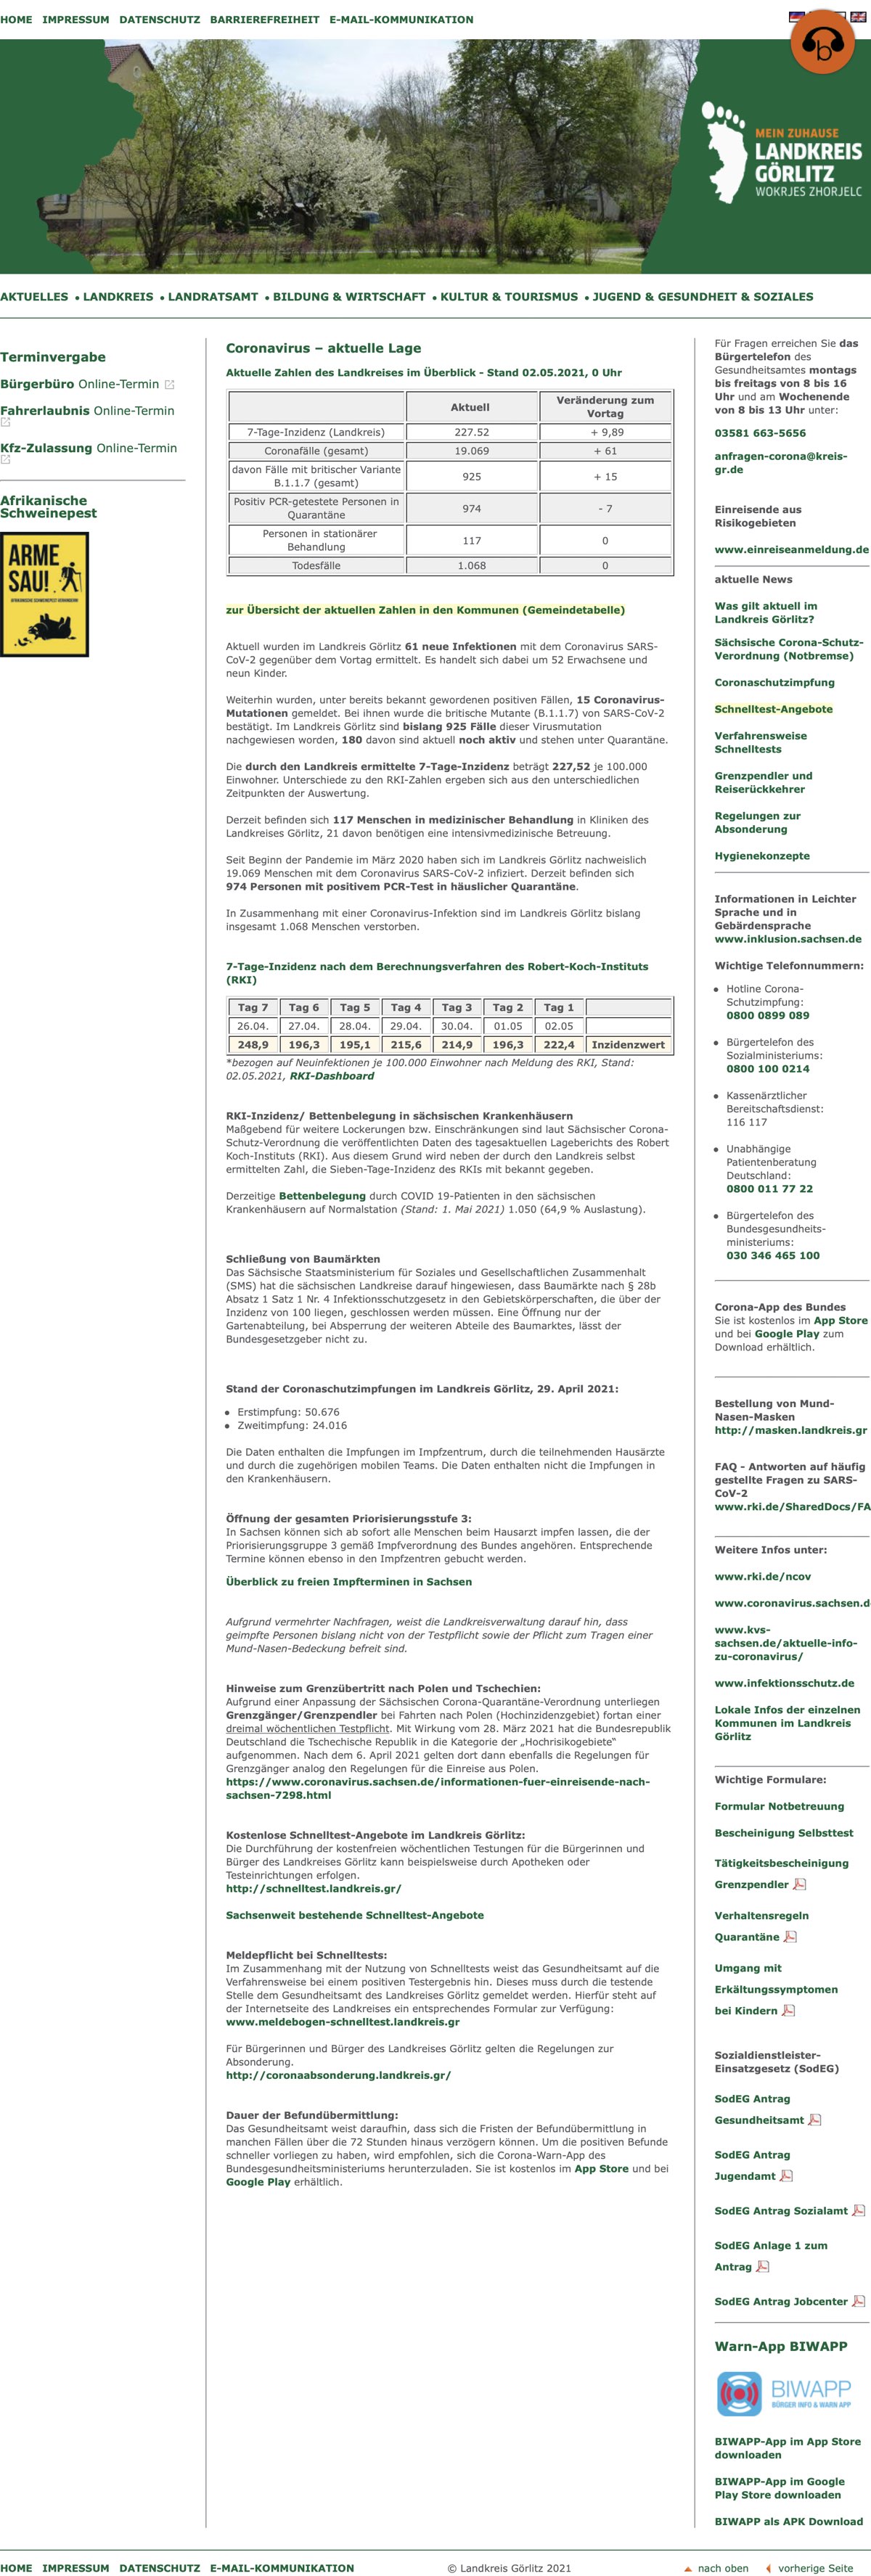 HOME IMPRESSUM DATENSCHUTZ BARRIEREFREIHEIT E-MAIL-KOMMUNIKATION
b
MEIN ZUHAUSE
LANDKREIS
GÖRLITZ
WOKRJES ZHORJELC
AKTUELLES • LANDKREIS • LANDRATSAMT • BILDUNG & WIRTSCHAFT • KULTUR & TOURISMUS • JUGEND & GESUNDHEIT & SOZIALES
Terminvergabe
Bürgerbüro Online-Termin
Fahrerlaubnis Online-Termin
Kfz-Zulassung Online-Termin
Afrikanische
Schweinepest
ARME
SAU!
Coronavirus – aktuelle Lage
Aktuelle Zahlen des Landkreises im Überblick - Stand 02.05.2021, 0 Uhr
Aktuell Veränderung zum
Vortag
7-Tage-Inzidenz (Landkreis) 227.52 + 9,89
Coronafälle (gesamt) 19.069 + 61
davon Fälle mit britischer Variante
B.1.1.7 (gesamt) 925 + 15
Positiv PCR-getestete Personen in
Quarantäne 974 - 7
Personen in stationärer
Behandlung 117 0
Todesfälle 1.068 0
zur Übersicht der aktuellen Zahlen in den Kommunen (Gemeindetabelle)
Aktuell wurden im Landkreis Görlitz 61 neue Infektionen mit dem Coronavirus SARS-
CoV-2 gegenüber dem Vortag ermittelt. Es handelt sich dabei um 52 Erwachsene und
neun Kinder.
Weiterhin wurden, unter bereits bekannt gewordenen positiven Fällen, 15 Coronavirus-
Mutationen gemeldet. Bei ihnen wurde die britische Mutante (B.1.1.7) von SARS-CoV-2
bestätigt. Im Landkreis Görlitz sind bislang 925 Fälle dieser Virusmutation
nachgewiesen worden, 180 davon sind aktuell noch aktiv und stehen unter Quarantäne.
Die durch den Landkreis ermittelte 7-Tage-Inzidenz beträgt 227,52 je 100.000
Einwohner. Unterschiede zu den RKI-Zahlen ergeben sich aus den unterschiedlichen
Zeitpunkten der Auswertung.
Derzeit befinden sich 117 Menschen in medizinischer Behandlung in Kliniken des
Landkreises Görlitz, 21 davon benötigen eine intensivmedizinische Betreuung.
Seit Beginn der Pandemie im März 2020 haben sich im Landkreis Görlitz nachweislich
19.069 Menschen mit dem Coronavirus SARS-CoV-2 infiziert. Derzeit befinden sich
974 Personen mit positivem PCR-Test in häuslicher Quarantäne.
In Zusammenhang mit einer Coronavirus-Infektion sind im Landkreis Görlitz bislang
insgesamt 1.068 Menschen verstorben.
7-Tage-Inzidenz nach dem Berechnungsverfahren des Robert-Koch-Instituts
(RKI)
Tag 7 Tag 6 Tag 5 Tag 4 Tag 3 Tag 2 Tag 1
26.04. 27.04. 28.04. 29.04. 30.04. 01.05 02.05
248,9 196,3 195,1 215,6 214,9 196,3 222,4 Inzidenzwert
*bezogen auf Neuinfektionen je 100.000 Einwohner nach Meldung des RKI, Stand:
02.05.2021, RKI-Dashboard
RKI-Inzidenz/ Bettenbelegung in sächsischen Krankenhäusern
Maßgebend für weitere Lockerungen bzw. Einschränkungen sind laut Sächsischer Corona-
Schutz-Verordnung die veröffentlichten Daten des tagesaktuellen Lageberichts des Robert
Koch-Instituts (RKI). Aus diesem Grund wird neben der durch den Landkreis selbst
ermittelten Zahl, die Sieben-Tage-Inzidenz des RKIs mit bekannt gegeben.
Derzeitige Bettenbelegung durch COVID 19-Patienten in den sächsischen
Krankenhäusern auf Normalstation (Stand: 1. Mai 2021) 1.050 (64,9 % Auslastung).
Schließung von Baumärkten
Das Sächsische Staatsministerium für Soziales und Gesellschaftlichen Zusammenhalt
(SMS) hat die sächsischen Landkreise darauf hingewiesen, dass Baumärkte nach § 28b
Absatz 1 Satz 1 Nr. 4 Infektionsschutzgesetz in den Gebietskörperschaften, die über der
Inzidenz von 100 liegen, geschlossen werden müssen. Eine Öffnung nur der
Gartenabteilung, bei Absperrung der weiteren Abteile des Baumarktes, lässt der
Bundesgesetzgeber nicht zu.
Stand der Coronaschutzimpfungen im Landkreis Görlitz, 29. April 2021:
• Erstimpfung: 50.676
• Zweitimpfung: 24.016
Die Daten enthalten die Impfungen im Impfzentrum, durch die teilnehmenden Hausärzte
und durch die zugehörigen mobilen Teams. Die Daten enthalten nicht die Impfungen in
den Krankenhäusern.
Öffnung der gesamten Priorisierungsstufe 3:
In Sachsen können sich ab sofort alle Menschen beim Hausarzt impfen lassen, die der
Priorisierungsgruppe 3 gemäß Impfverordnung des Bundes angehören. Entsprechende
Termine können ebenso in den Impfzentren gebucht werden.
Überblick zu freien Impfterminen in Sachsen
Aufgrund vermehrter Nachfragen, weist die Landkreisverwaltung darauf hin, dass
geimpfte Personen bislang nicht von der Testpflicht sowie der Pflicht zum Tragen einer
Mund-Nasen-Bedeckung befreit sind.
Hinweise zum Grenzübertritt nach Polen und Tschechien:
Aufgrund einer Anpassung der Sächsischen Corona-Quarantäne-Verordnung unterliegen
Grenzgänger/Grenzpendler bei Fahrten nach Polen (Hochinzidenzgebiet) fortan einer
dreimal wöchentlichen Testpflicht. Mit Wirkung vom 28. März 2021 hat die Bundesrepublik
Deutschland die Tschechische Republik in die Kategorie der „Hochrisikogebiete“
aufgenommen. Nach dem 6. April 2021 gelten dort dann ebenfalls die Regelungen für
Grenzgänger analog den Regelungen für die Einreise aus Polen.
https://www.coronavirus.sachsen.de/informationen-fuer-einreisende-nach-
sachsen-7298.html
Kostenlose Schnelltest-Angebote im Landkreis Görlitz:
Die Durchführung der kostenfreien wöchentlichen Testungen für die Bürgerinnen und
Bürger des Landkreises Görlitz kann beispielsweise durch Apotheken oder
Testeinrichtungen erfolgen.
http://schnelltest.landkreis.gr/
Sachsenweit bestehende Schnelltest-Angebote
Meldepflicht bei Schnelltests:
Im Zusammenhang mit der Nutzung von Schnelltests weist das Gesundheitsamt auf die
Verfahrensweise bei einem positiven Testergebnis hin. Dieses muss durch die testende
Stelle dem Gesundheitsamt des Landkreises Görlitz gemeldet werden. Hierfür steht auf
der Internetseite des Landkreises ein entsprechendes Formular zur Verfügung:
www.meldebogen-schnelltest.landkreis.gr
Für Bürgerinnen und Bürger des Landkreises Görlitz gelten die Regelungen zur
Absonderung.
http://coronaabsonderung.landkreis.gr/
Dauer der Befundübermittlung:
Das Gesundheitsamt weist daraufhin, dass sich die Fristen der Befundübermittlung in
manchen Fällen über die 72 Stunden hinaus verzögern können. Um die positiven Befunde
schneller vorliegen zu haben, wird empfohlen, sich die Corona-Warn-App des
Bundesgesundheitsministeriums herunterzuladen. Sie ist kostenlos im App Store und bei
Google Play erhältlich.
Für Fragen erreichen Sie das
Bürgertelefon des
Gesundheitsamtes montags
bis freitags von 8 bis 16
Uhr und am Wochenende
von 8 bis 13 Uhr unter:
03581 663-5656
anfragen-corona@kreis-
gr.de
Einreisende aus
Risikogebieten
www.einreiseanmeldung.de
aktuelle News
Was gilt aktuell im
Landkreis Görlitz?
Sächsische Corona-Schutz-
Verordnung (Notbremse)
Coronaschutzimpfung
Schnelltest-Angebote
Verfahrensweise
Schnelltests
Grenzpendler und
Reiserückkehrer
Regelungen zur
Absonderung
Hygienekonzepte
Informationen in Leichter
Sprache und in
Gebärdensprache
www.inklusion.sachsen.de
Wichtige Telefonnummern:
• Hotline Corona-
Schutzimpfung:
0800 0899 089
• Bürgertelefon des
Sozialministeriums:
0800 100 0214
• Kassenärztlicher
Bereitschaftsdienst:
116 117
• Unabhängige
Patientenberatung
Deutschland:
0800 011 77 22
• Bürgertelefon des
Bundesgesundheits-
ministeriums:
030 346 465 100
Corona-App des Bundes
Sie ist kostenlos im App Store
und bei Google Play zum
Download erhältlich.
Bestellung von Mund-
Nasen-Masken
http://masken.landkreis.gr
FAQ - Antworten auf häufig
gestellte Fragen zu SARS-
CoV-2
www.rki.de/SharedDocs/FA
Weitere Infos unter:
www.rki.de/ncov
www.coronavirus.sachsen.d
www.kvs-
sachsen.de/aktuelle-info-
zu-coronavirus/
www.infektionsschutz.de
Lokale Infos der einzelnen
Kommunen im Landkreis
Görlitz
Wichtige Formulare:
Formular Notbetreuung
Bescheinigung Selbsttest
Tätigkeitsbescheinigung
Grenzpendler
Verhaltensregeln
Quarantäne
Umgang mit
Erkältungssymptomen
bei Kindern
Sozialdienstleister-
Einsatzgesetz (SodEG)
SodEG Antrag
Gesundheitsamt
SodEG Antrag
Jugendamt
SodEG Antrag Sozialamt
SodEG Anlage 1 zum
Antrag
SodEG Antrag Jobcenter
Warn-App BIWAPP
BIWAPP
BÜRGER INFO & WARN APP
BIWAPP-App im App Store
downloaden
BIWAPP-App im Google
Play Store downloaden
BIWAPP als APK Download
HOME IMPRESSUM DATENSCHUTZ E-MAIL-KOMMUNIKATION © Landkreis Görlitz 2021 nach oben vorherige Seite